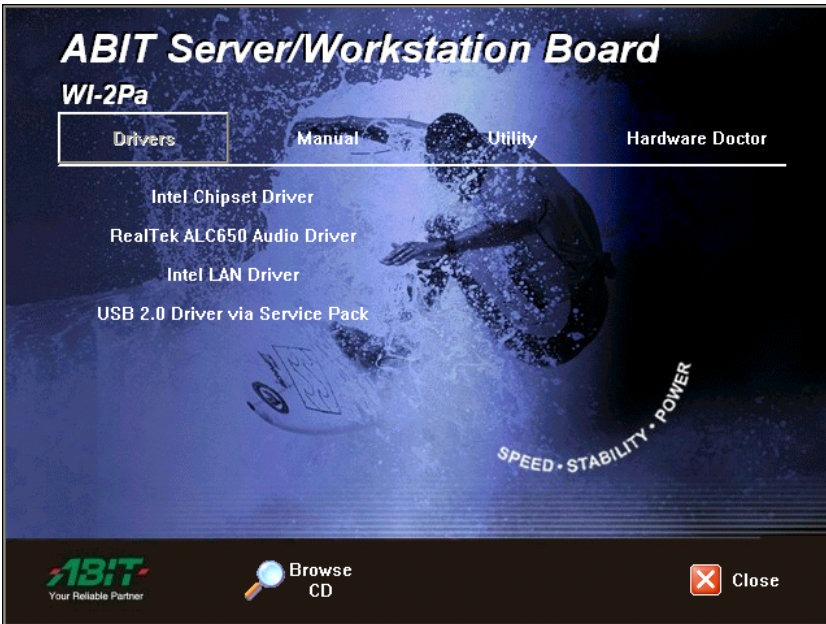 ABIT Server/Workstation Board
WI-2Pa
Drivers Manual Utility Hardware Doctor
Intel Chipset Driver
RealTek ALC650 Audio Driver
Intel LAN Driver
USB 2.0 Driver via Service Pack
SPEED · STABILITY · POWER
ABIT
Your Reliable Partner
Browse
CD
Close